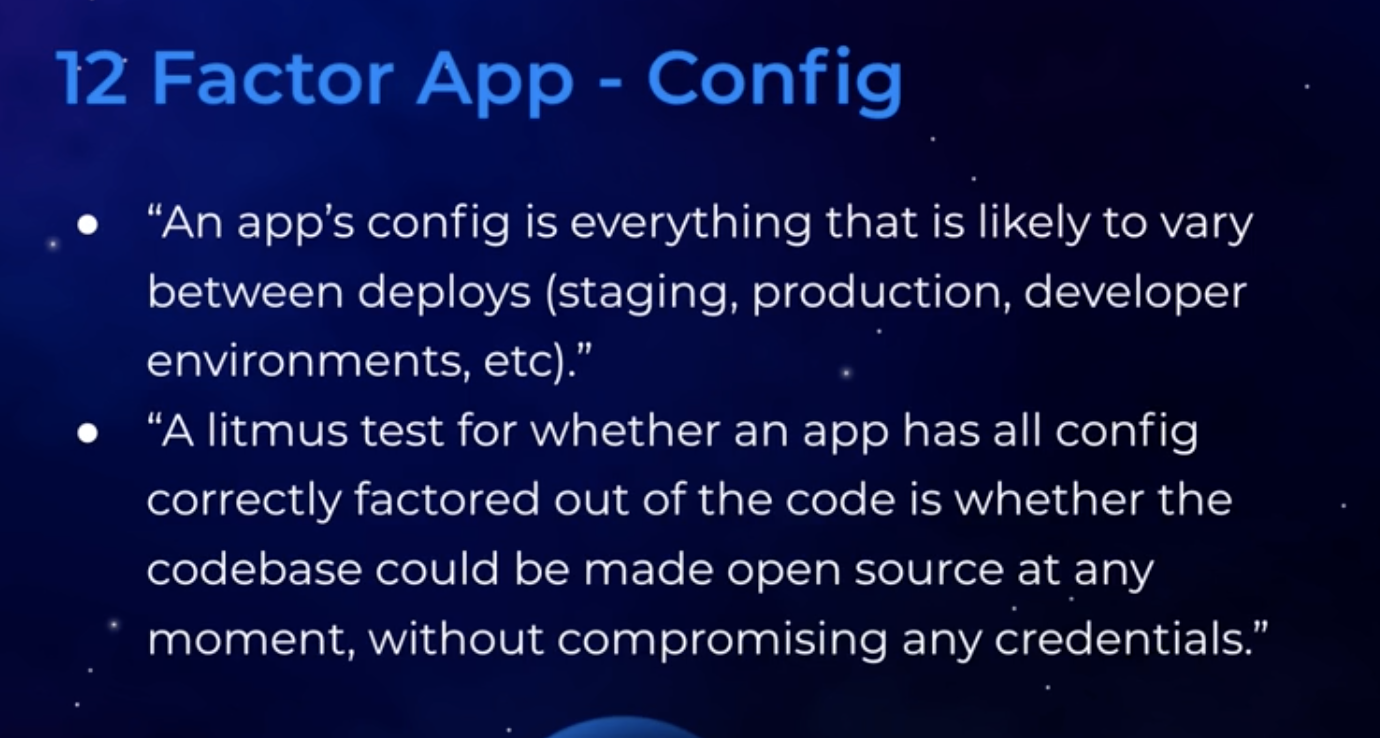 12 Factor App - Config
● “An app’s config is everything that is likely to vary
between deploys (staging, production, developer
environments, etc).”
● “A litmus test for whether an app has all config
correctly factored out of the code is whether the
codebase could be made open source at any
moment, without compromising any credentials.”